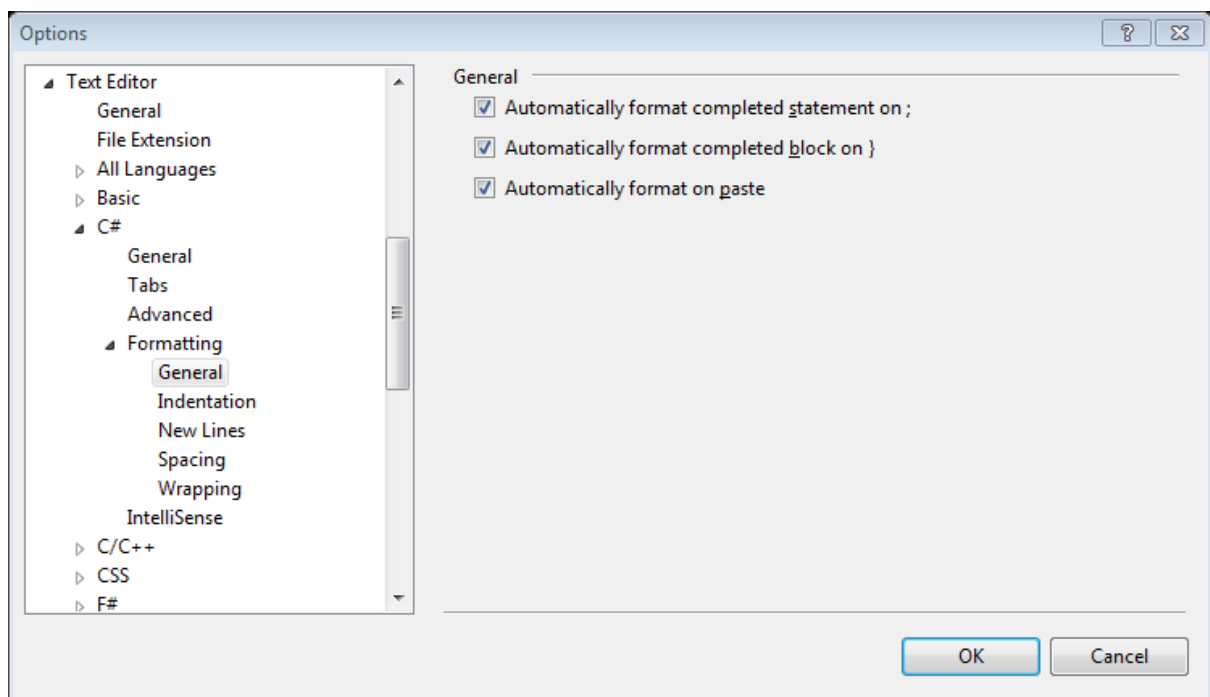 Options
Text Editor
General
File Extension
All Languages
Basic
C#
General
Tabs
Advanced
Formatting
General
Indentation
New Lines
Spacing
Wrapping
IntelliSense
C/C++
CSS
F#
General
Automatically format completed statement on ;
Automatically format completed block on }
Automatically format on paste
OK
Cancel